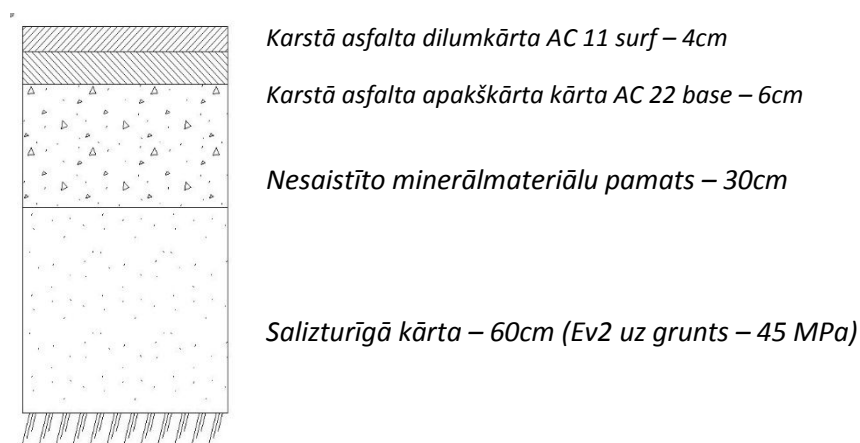 Karstā asfalta dilumkārta AC 11 surf – 4cm
Karstā asfalta apakškārta kārta AC 22 base – 6cm
Nesaistīto minerālmateriālu pamats – 30cm
Salizturīgā kārta – 60cm (Ev2 uz grunts – 45 MPa)